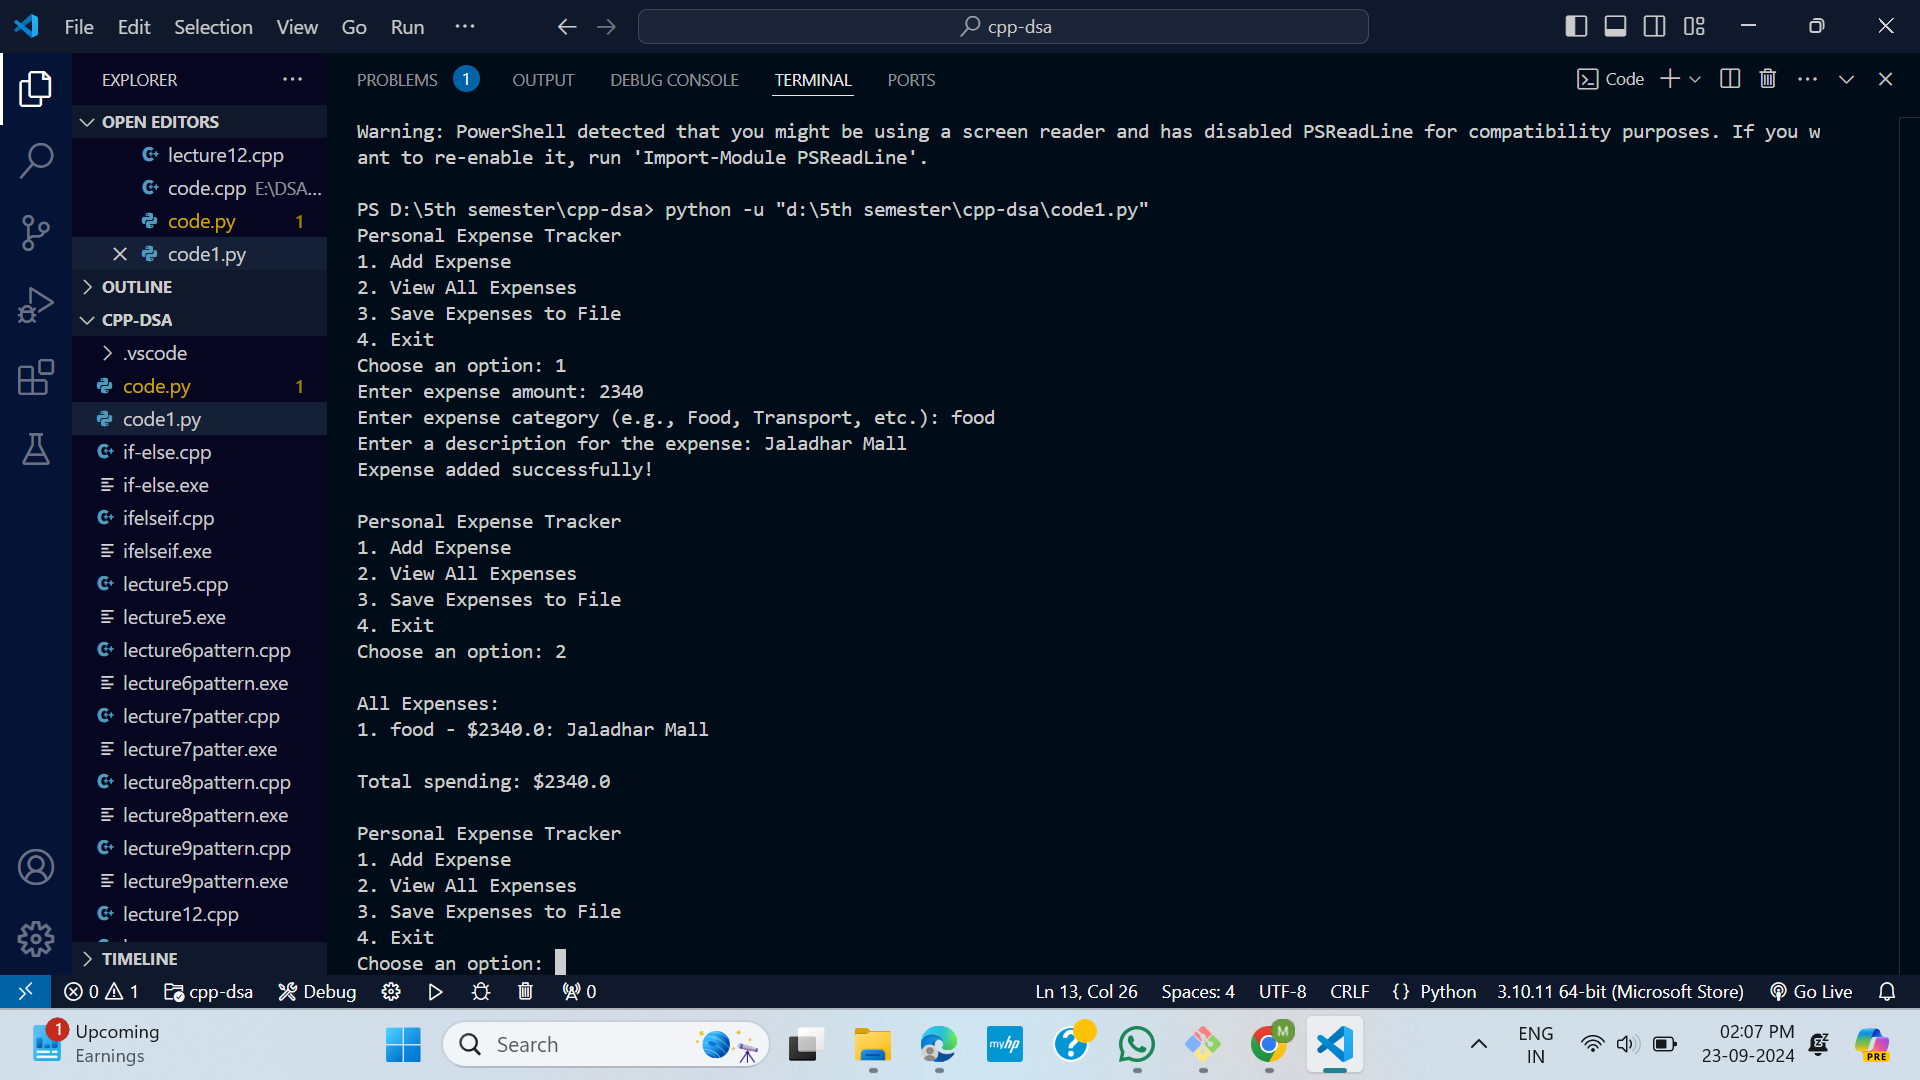 File Edit Selection View Go Run ···
cpp-dsa
EXPLORER ···
OPEN EDITORS
lecture12.cpp
code.cpp E:\DSA...
code.py 1
code1.py
OUTLINE
CPP-DSA
.vscode
code.py 1
code1.py
if-else.cpp
if-else.exe
ifelseif.cpp
ifelseif.exe
lecture5.cpp
lecture5.exe
lecture6pattern.cpp
lecture6pattern.exe
lecture7patter.cpp
lecture7patter.exe
lecture8pattern.cpp
lecture8pattern.exe
lecture9pattern.cpp
lecture9pattern.exe
lecture12.cpp
TIMELINE
PROBLEMS 1 OUTPUT DEBUG CONSOLE TERMINAL PORTS
Code
Warning: PowerShell detected that you might be using a screen reader and has disabled PSReadLine for compatibility purposes. If you w
ant to re-enable it, run 'Import-Module PSReadLine'.
PS D:\5th semester\cpp-dsa> python -u "d:\5th semester\cpp-dsa\code1.py"
Personal Expense Tracker
1. Add Expense
2. View All Expenses
3. Save Expenses to File
4. Exit
Choose an option: 1
Enter expense amount: 2340
Enter expense category (e.g., Food, Transport, etc.): food
Enter a description for the expense: Jaladhar Mall
Expense added successfully!
Personal Expense Tracker
1. Add Expense
2. View All Expenses
3. Save Expenses to File
4. Exit
Choose an option: 2
All Expenses:
1. food - $2340.0: Jaladhar Mall
Total spending: $2340.0
Personal Expense Tracker
1. Add Expense
2. View All Expenses
3. Save Expenses to File
4. Exit
Choose an option:
0 1 cpp-dsa Debug 0
Ln 13, Col 26 Spaces: 4 UTF-8 CRLF {} Python 3.10.11 64-bit (Microsoft Store) Go Live
1 Upcoming
Earnings
Search
myhp
M
ENG
IN
02:07 PM
23-09-2024
PRE